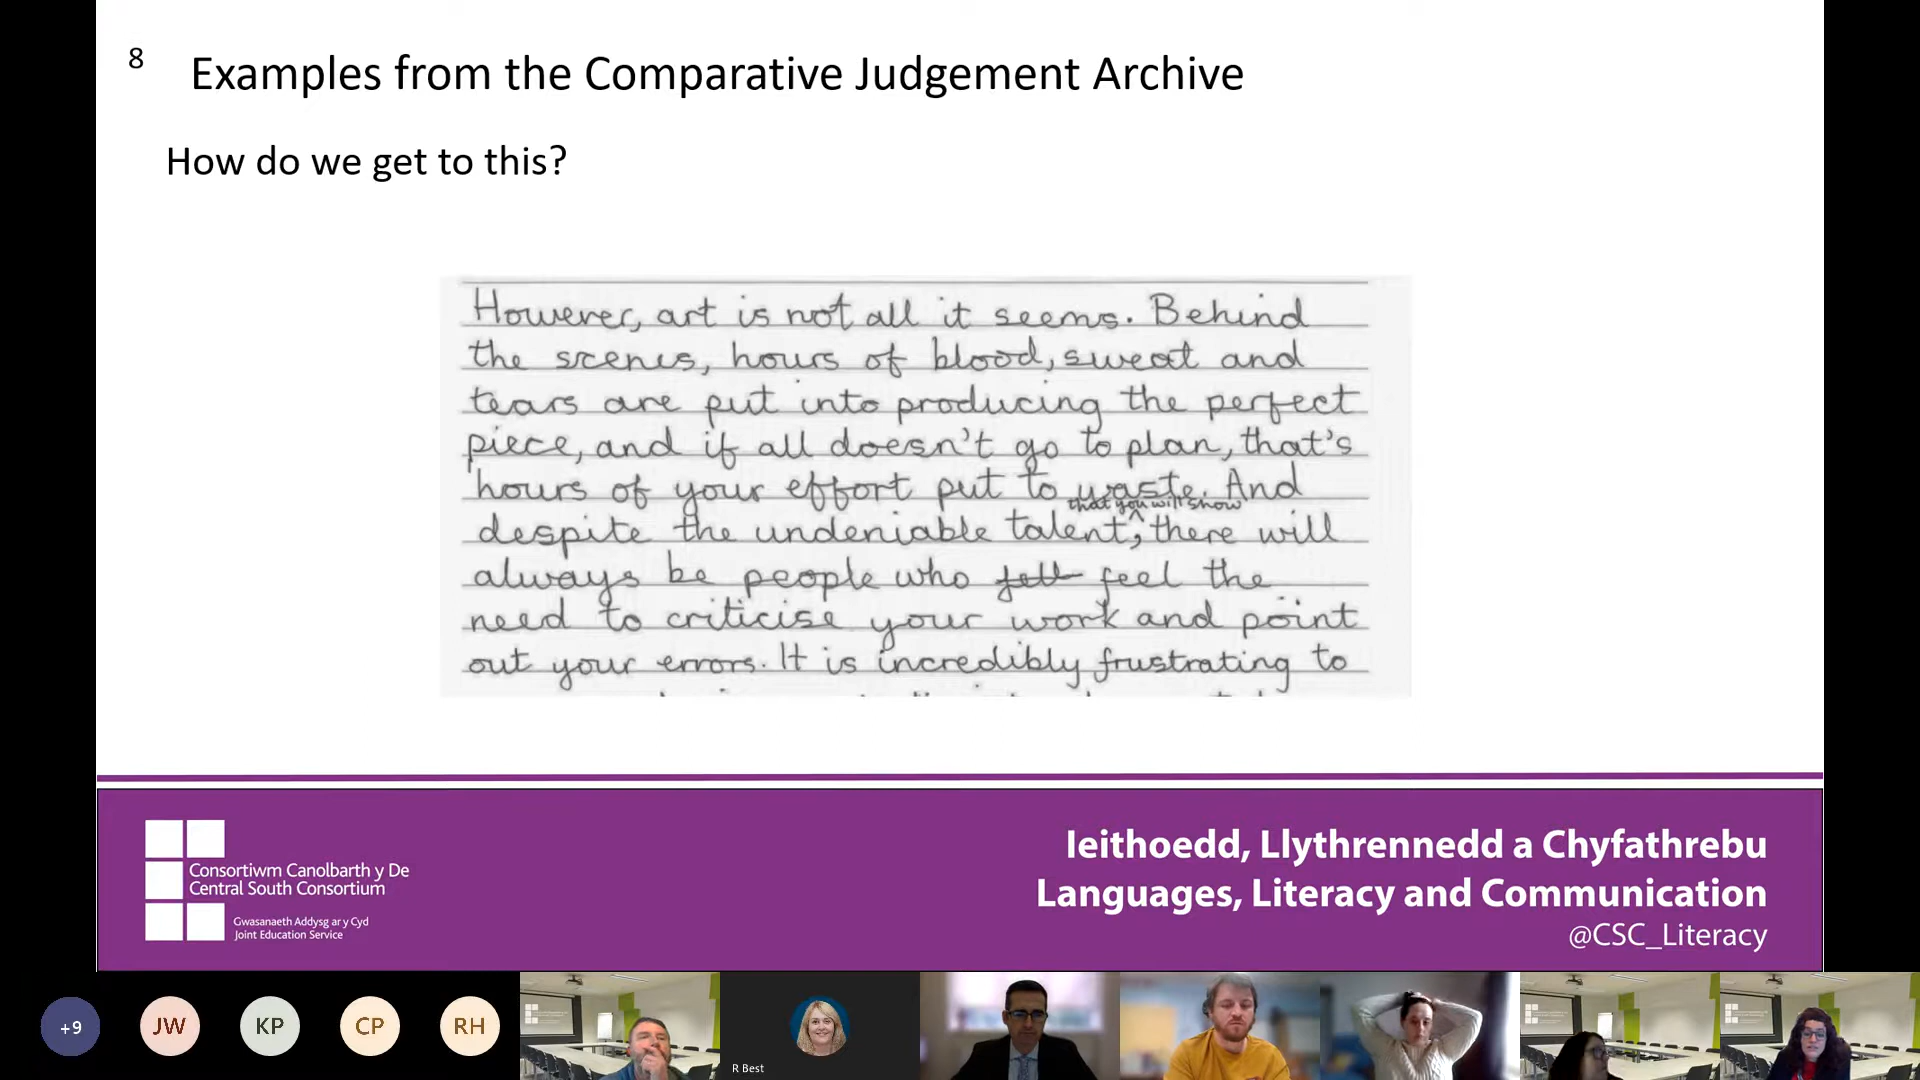 8
Examples from the Comparative Judgement Archive
How do we get to this?
However, art is not all it seems. Behind
the scenes, hours of blood, sweat and
tears are put into producing the perfect
piece, and if all doesn't go to plan, that's
hours of your effort put to waste. And
that you will show
despite the undeniable talent, there will
always be people who fell feel the
need to criticise your work and point
out your errors. It is incredibly frustrating to
Consortiwm Canolbarth y De
Central South Consortium
Gwasanaeth Addysg ar y Cyd
Joint Education Service
Ieithoedd, Llythrennedd a Chyfathrebu
Languages, Literacy and Communication
@CSC_Literacy
+9
JW
KP
CP
RH
R Best